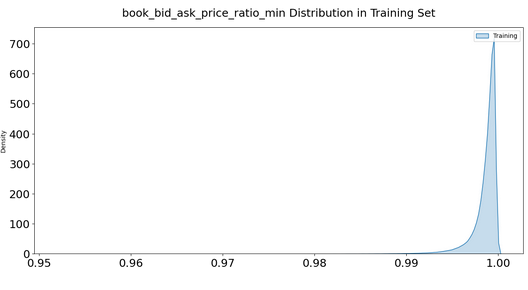 book_bid_ask_price_ratio_min Distribution in Training Set
Training
Density
700
600
500
400
300
200
100
0
0.95 0.96 0.97 0.98 0.99 1.00